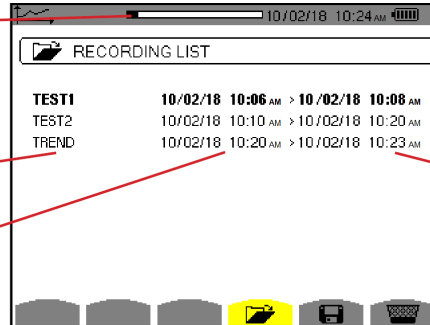 10/02/18 10:24 AM
RECORDING LIST
TEST1 10/02/18 10:06 AM > 10/02/18 10:08 AM
TEST2 10/02/18 10:10 AM > 10/02/18 10:20 AM
TREND 10/02/18 10:20 AM > 10/02/18 10:23 AM